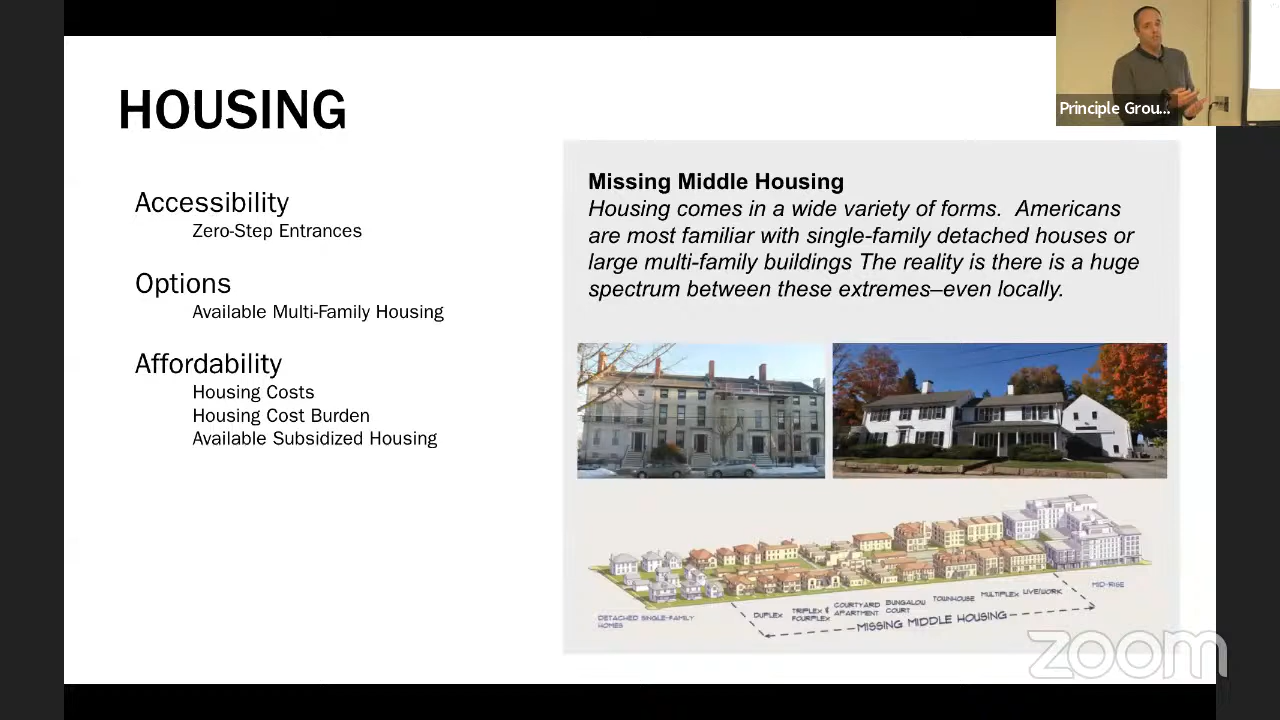 HOUSING
Accessibility
Zero-Step Entrances
Options
Available Multi-Family Housing
Affordability
Housing Costs
Housing Cost Burden
Available Subsidized Housing
Principle Grou...
Missing Middle Housing
Housing comes in a wide variety of forms.  Americans
are most familiar with single-family detached houses or
large multi-family buildings The reality is there is a huge
spectrum between these extremes–even locally.
DETACHED SINGLE-FAMILY
HOMES
DUPLEX
TRIPLEX &
FOURPLEX
COURTYARD
APARTMENT
BUNGALOW
COURT
TOWNHOUSE
MULTIPLEX
LIVE/WORK
MID-RISE
MISSING MIDDLE HOUSING
zoom